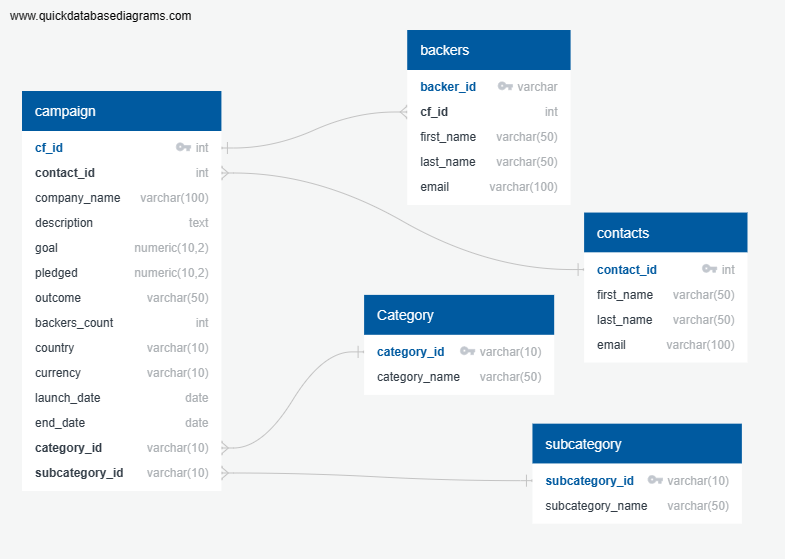 www.quickdatabasediagrams.com
campaign
cf_id int
contact_id int
company_name varchar(100)
description text
goal numeric(10,2)
pledged numeric(10,2)
outcome varchar(50)
backers_count int
country varchar(10)
currency varchar(10)
launch_date date
end_date date
category_id varchar(10)
subcategory_id varchar(10)
backers
backer_id varchar
cf_id int
first_name varchar(50)
last_name varchar(50)
email varchar(100)
contacts
contact_id int
first_name varchar(50)
last_name varchar(50)
email varchar(100)
Category
category_id varchar(10)
category_name varchar(50)
subcategory
subcategory_id varchar(10)
subcategory_name varchar(50)